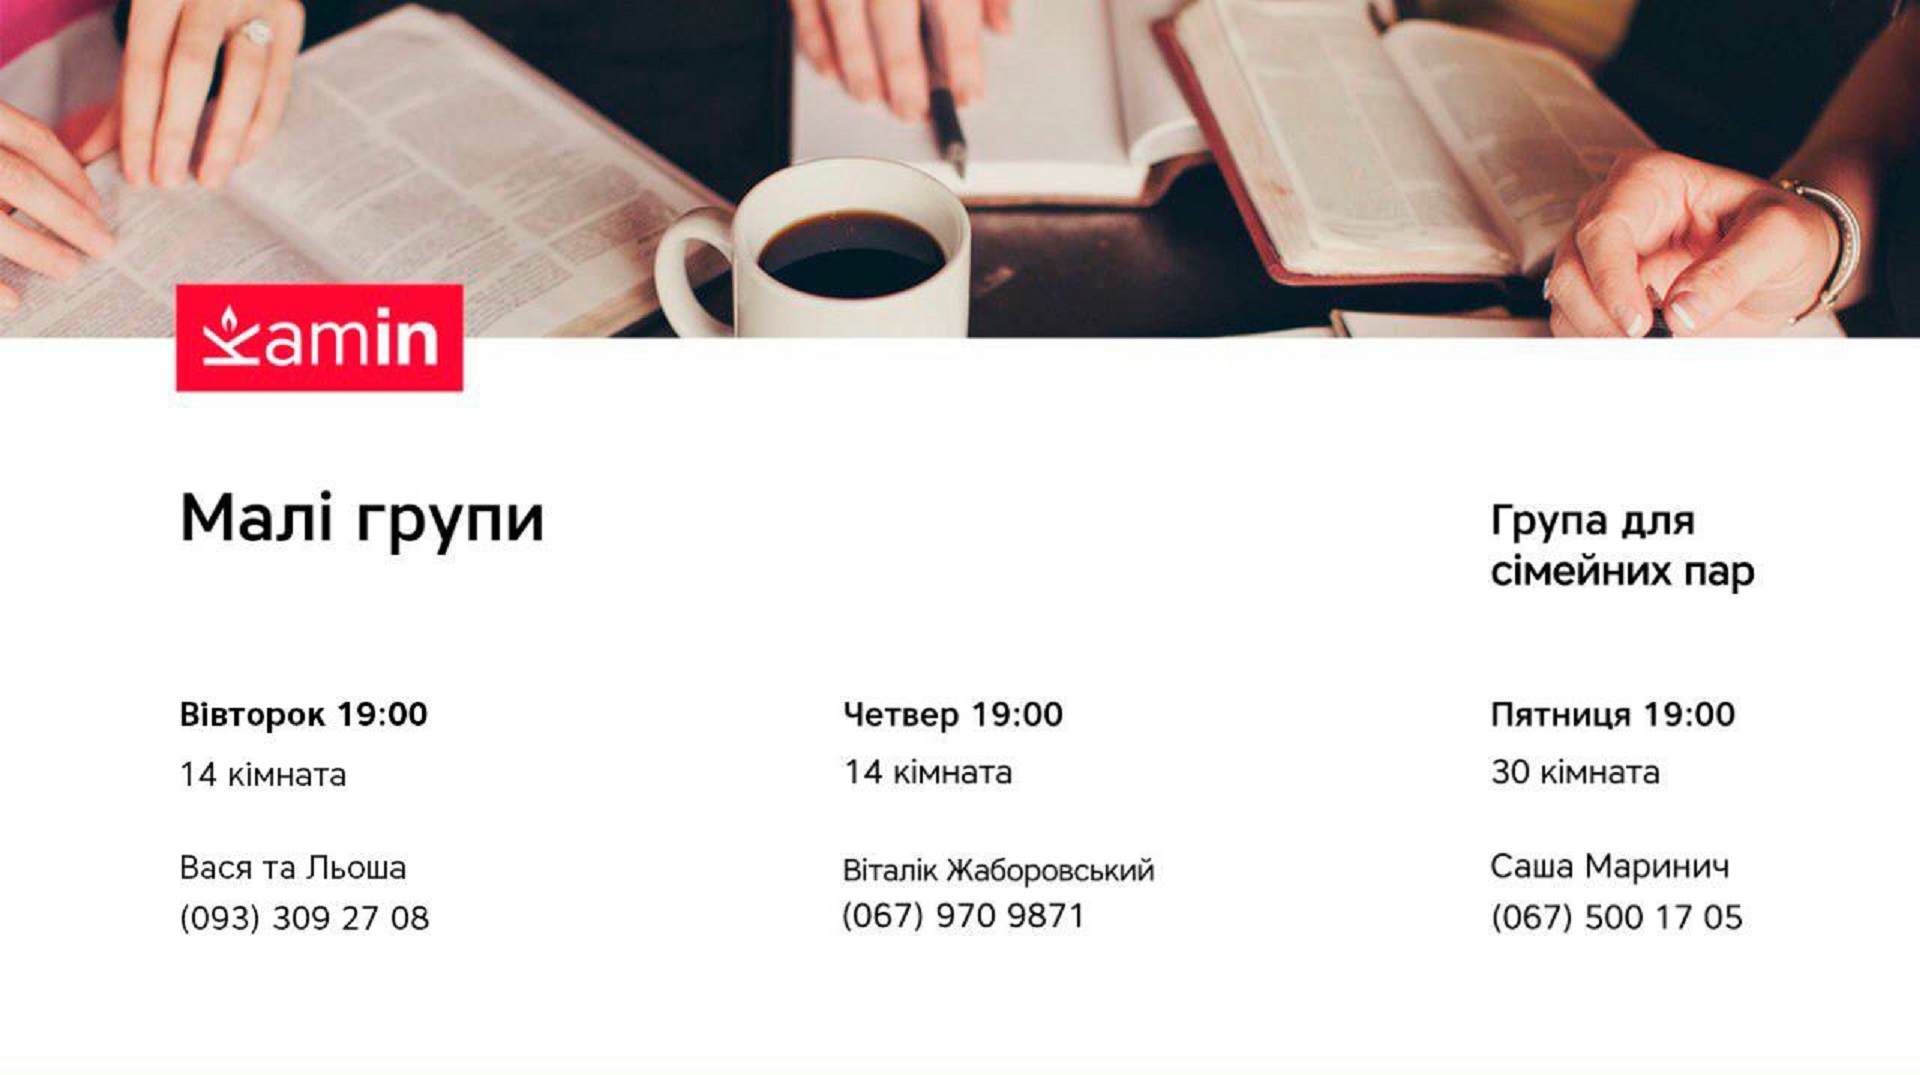 kamin
Малі групи
Група для
сімейних пар
Вівторок 19:00
14 кімната
Вася та Льоша
(093) 309 27 08
Четвер 19:00
14 кімната
Віталік Жаборовський
(067) 970 9871
Пятниця 19:00
30 кімната
Саша Маринич
(067) 500 17 05